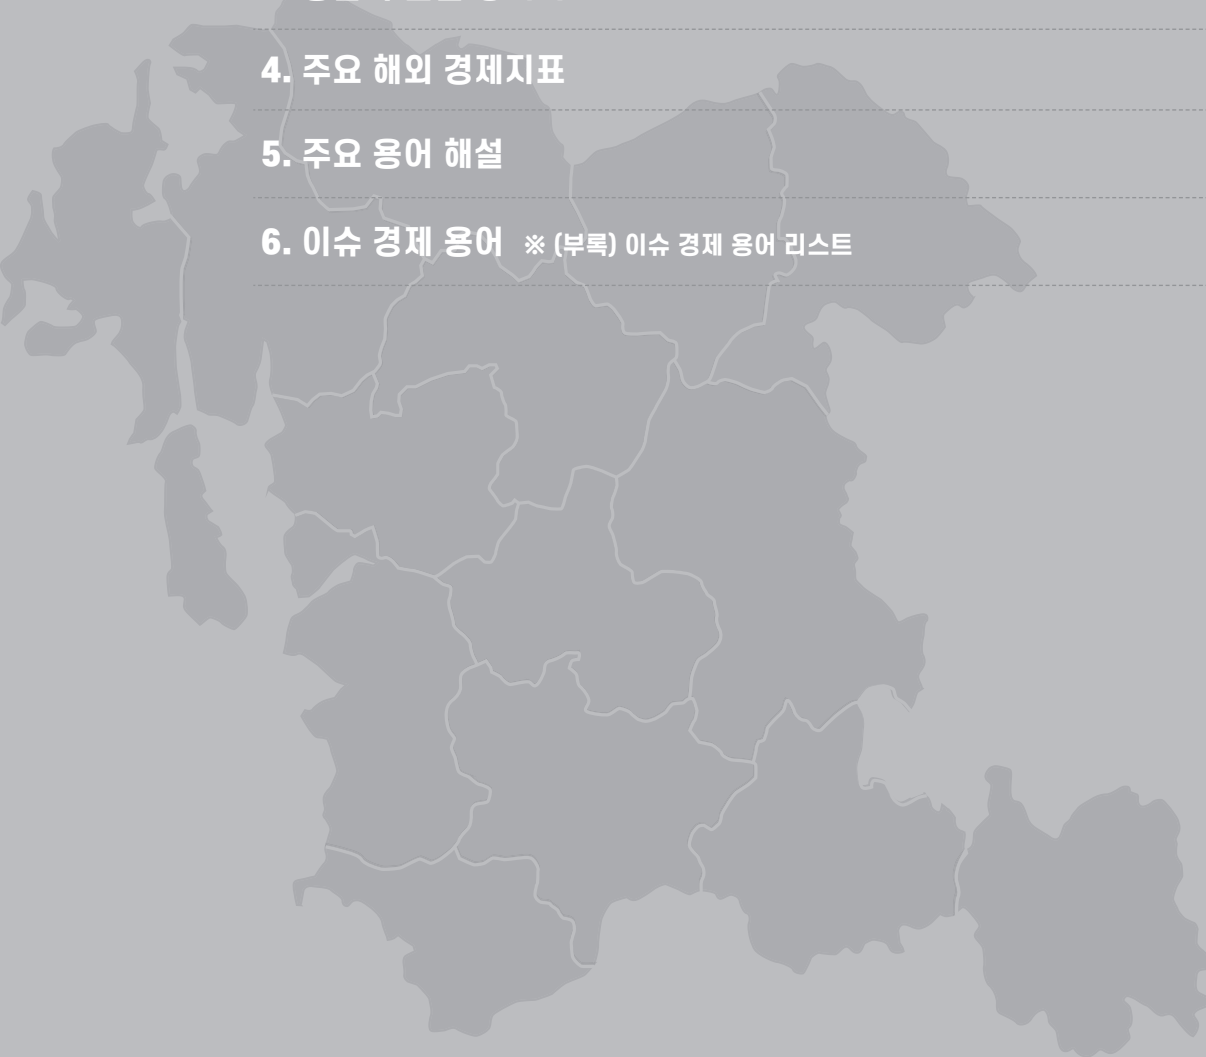 4. 주요 해외 경제지표
5. 주요 용어 해설
6. 이슈 경제 용어 ※ (부록) 이슈 경제 용어 리스트